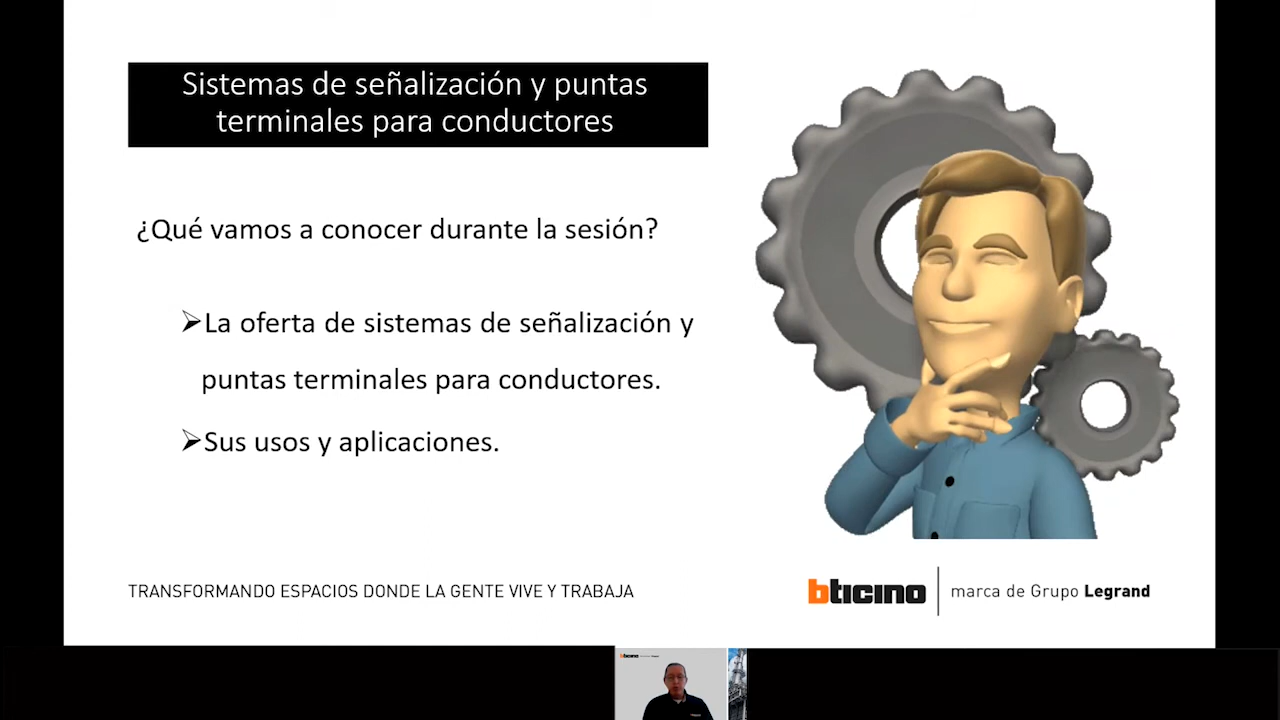 Sistemas de señalización y puntas
terminales para conductores
¿Qué vamos a conocer durante la sesión?
➢La oferta de sistemas de señalización y
puntas terminales para conductores.
➢Sus usos y aplicaciones.
TRANSFORMANDO ESPACIOS DONDE LA GENTE VIVE Y TRABAJA
bticino marca de Grupo Legrand
bticino